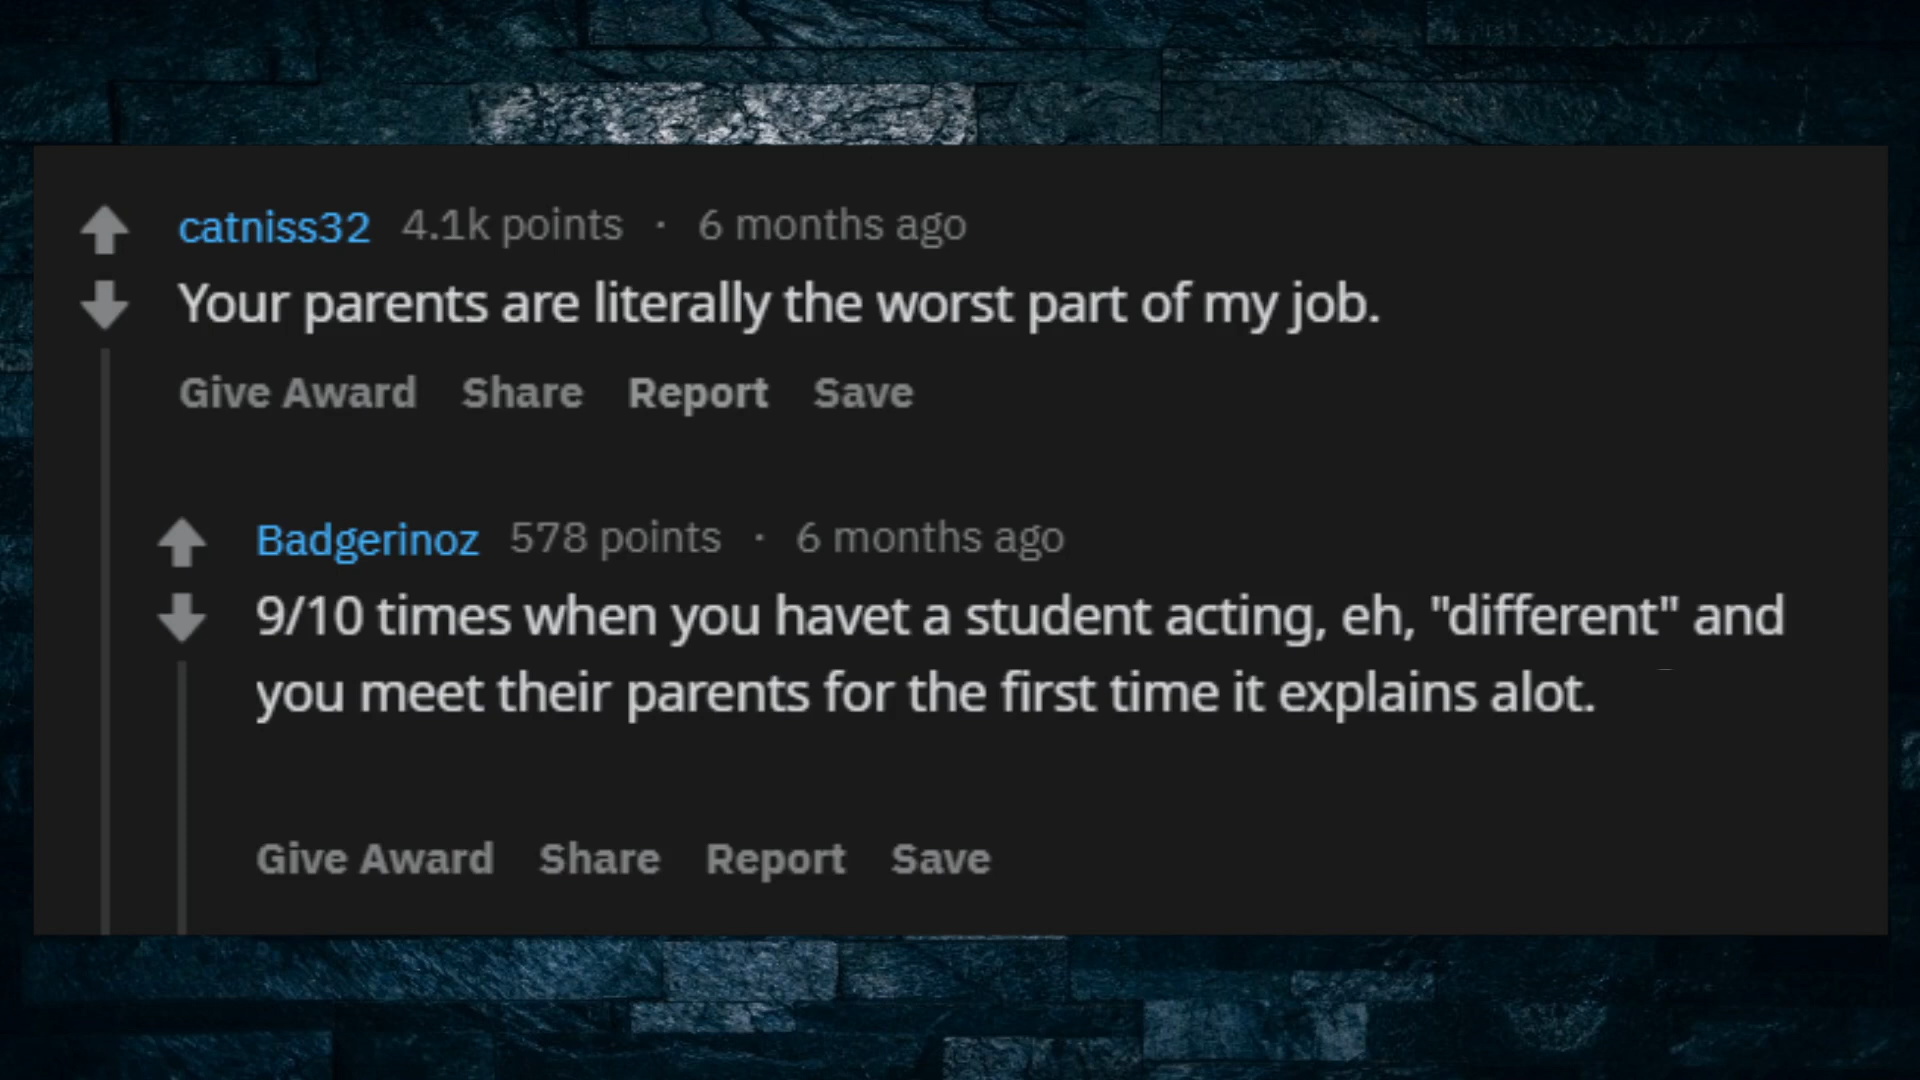 catniss32 4.1k points · 6 months ago
Your parents are literally the worst part of my job.
Give Award Share Report Save
Badgerinoz 578 points · 6 months ago
9/10 times when you havet a student acting, eh, "different" and
you meet their parents for the first time it explains alot.
Give Award Share Report Save